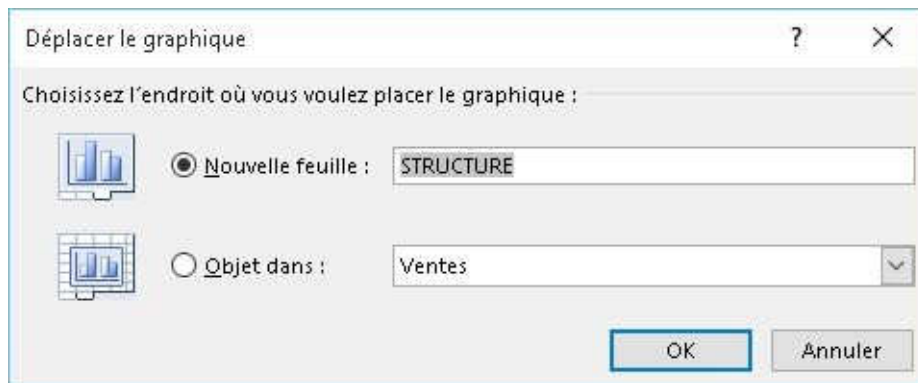 Déplacer le graphique ? X
Choisissez l'endroit où vous voulez placer le graphique :
Nouvelle feuille : STRUCTURE
Objet dans : Ventes
OK Annuler